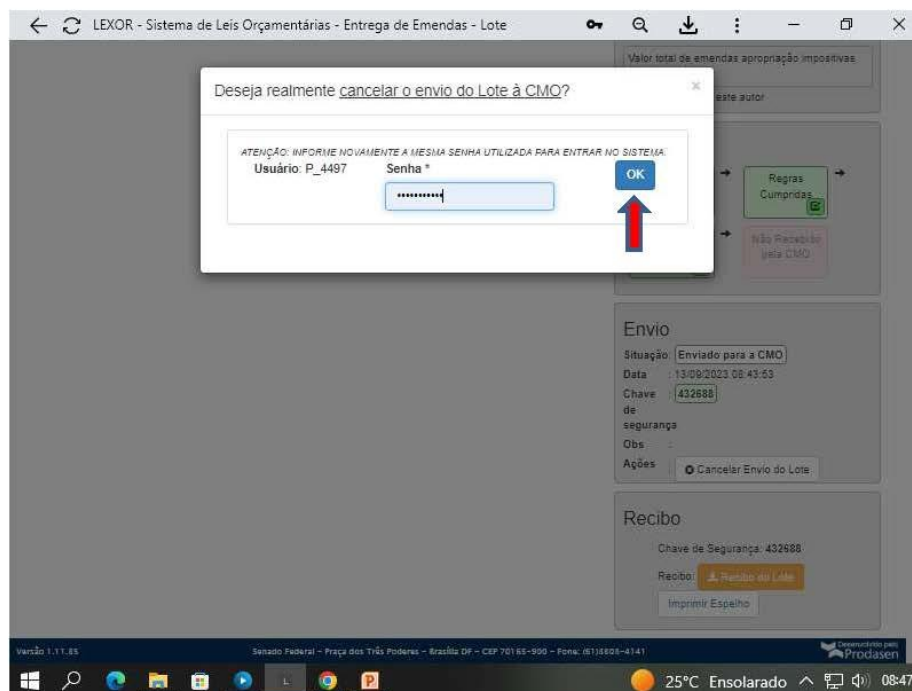 LEXOR - Sistema de Leis Orçamentárias - Entrega de Emendas - Lote
Valor total de emendas apropriação impositivas
este autor
Deseja realmente cancelar o envio do Lote à CMO?
×
ATENÇÃO: INFORME NOVAMENTE A MESMA SENHA UTILIZADA PARA ENTRAR NO SISTEMA.
Usuário: P_4497 Senha *
OK
Regras
Cumpridas
Não Recebido
pela CMO
Envio
Situação : Enviado para a CMO
Data : 13/09/2023 08:43:53
Chave : 432688
de
segurança
Obs :
Ações : Cancelar Envio do Lote
Recibo
Chave de Segurança: 432688
Recibo: Recibo do Lote
Imprimir Espelho
Versão 1.11.85 Senado Federal - Praça dos Três Poderes - Brasília DF - CEP 70165-900 - Fone: (61)6605-4141 Desenvolvido pelo
Prodasen
25°C Ensolarado 08:47